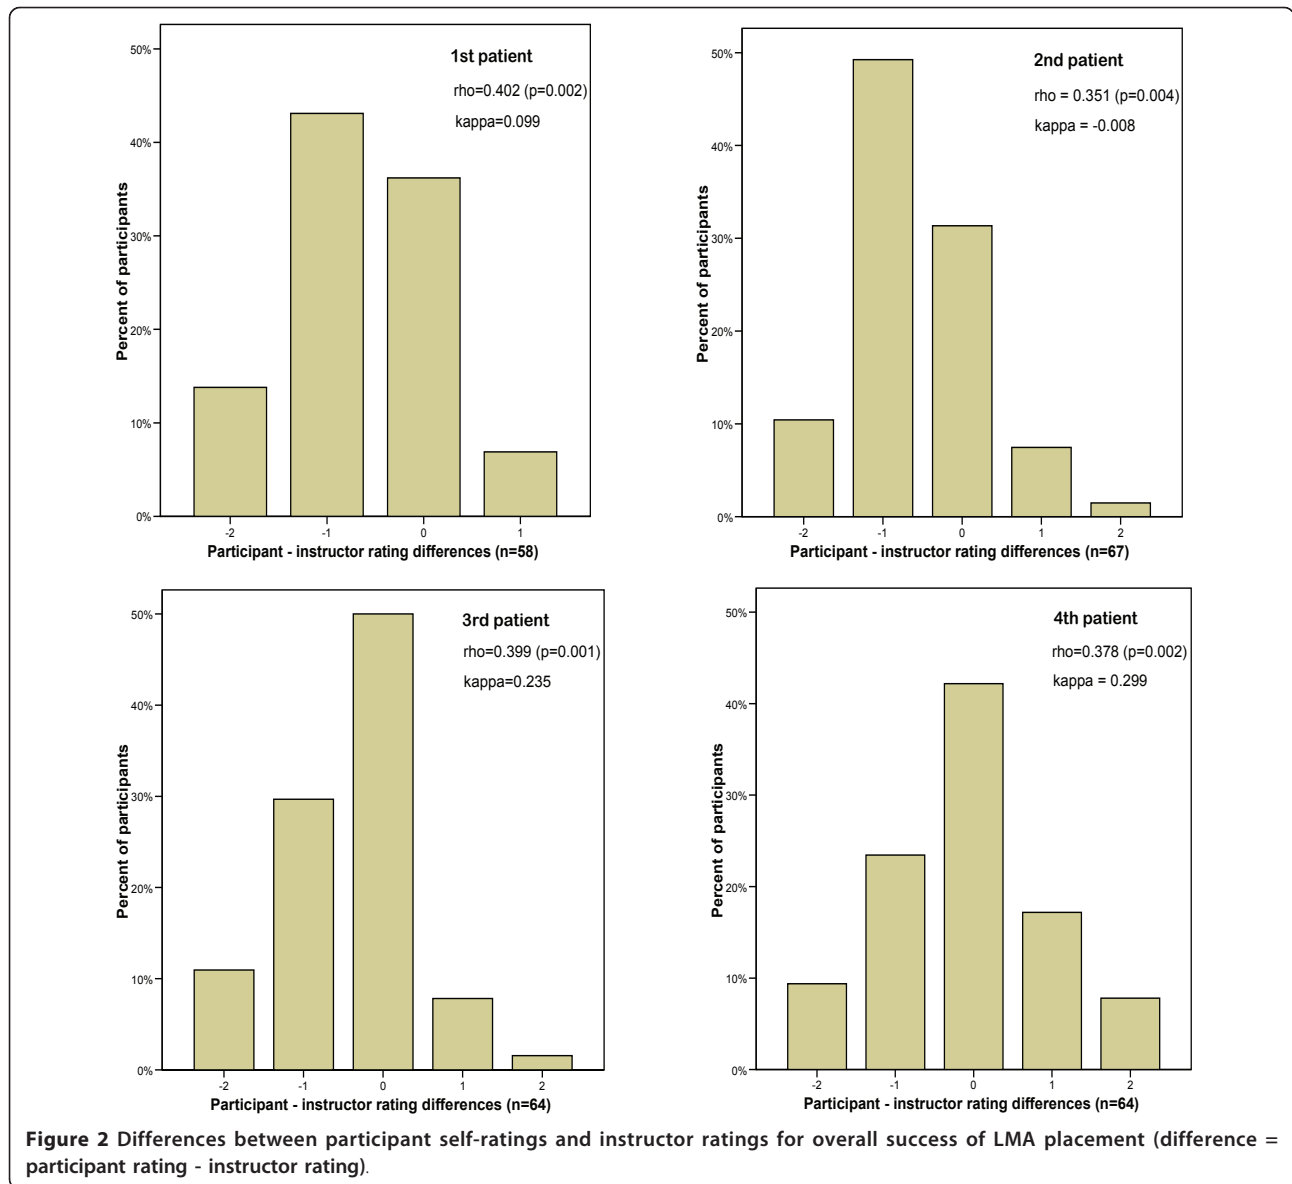 1st patient
rho=0.402 (p=0.002)
kappa=0.099
50%
40%
30%
20%
10%
0%
Percent of participants
-2 -1 0 1
Participant - instructor rating differences (n=58)
2nd patient
rho = 0.351 (p=0.004)
kappa = -0.008
50%
40%
30%
20%
10%
0%
Percent of participants
-2 -1 0 1 2
Participant - instructor rating differences (n=67)
3rd patient
rho=0.399 (p=0.001)
kappa=0.235
50%
40%
30%
20%
10%
0%
Percent of participants
-2 -1 0 1 2
Participant - instructor rating differences (n=64)
4th patient
rho=0.378 (p=0.002)
kappa = 0.299
50%
40%
30%
20%
10%
0%
Percent of participants
-2 -1 0 1 2
Participant - instructor rating differences (n=64)
Figure 2 Differences between participant self-ratings and instructor ratings for overall success of LMA placement (difference =
participant rating - instructor rating).